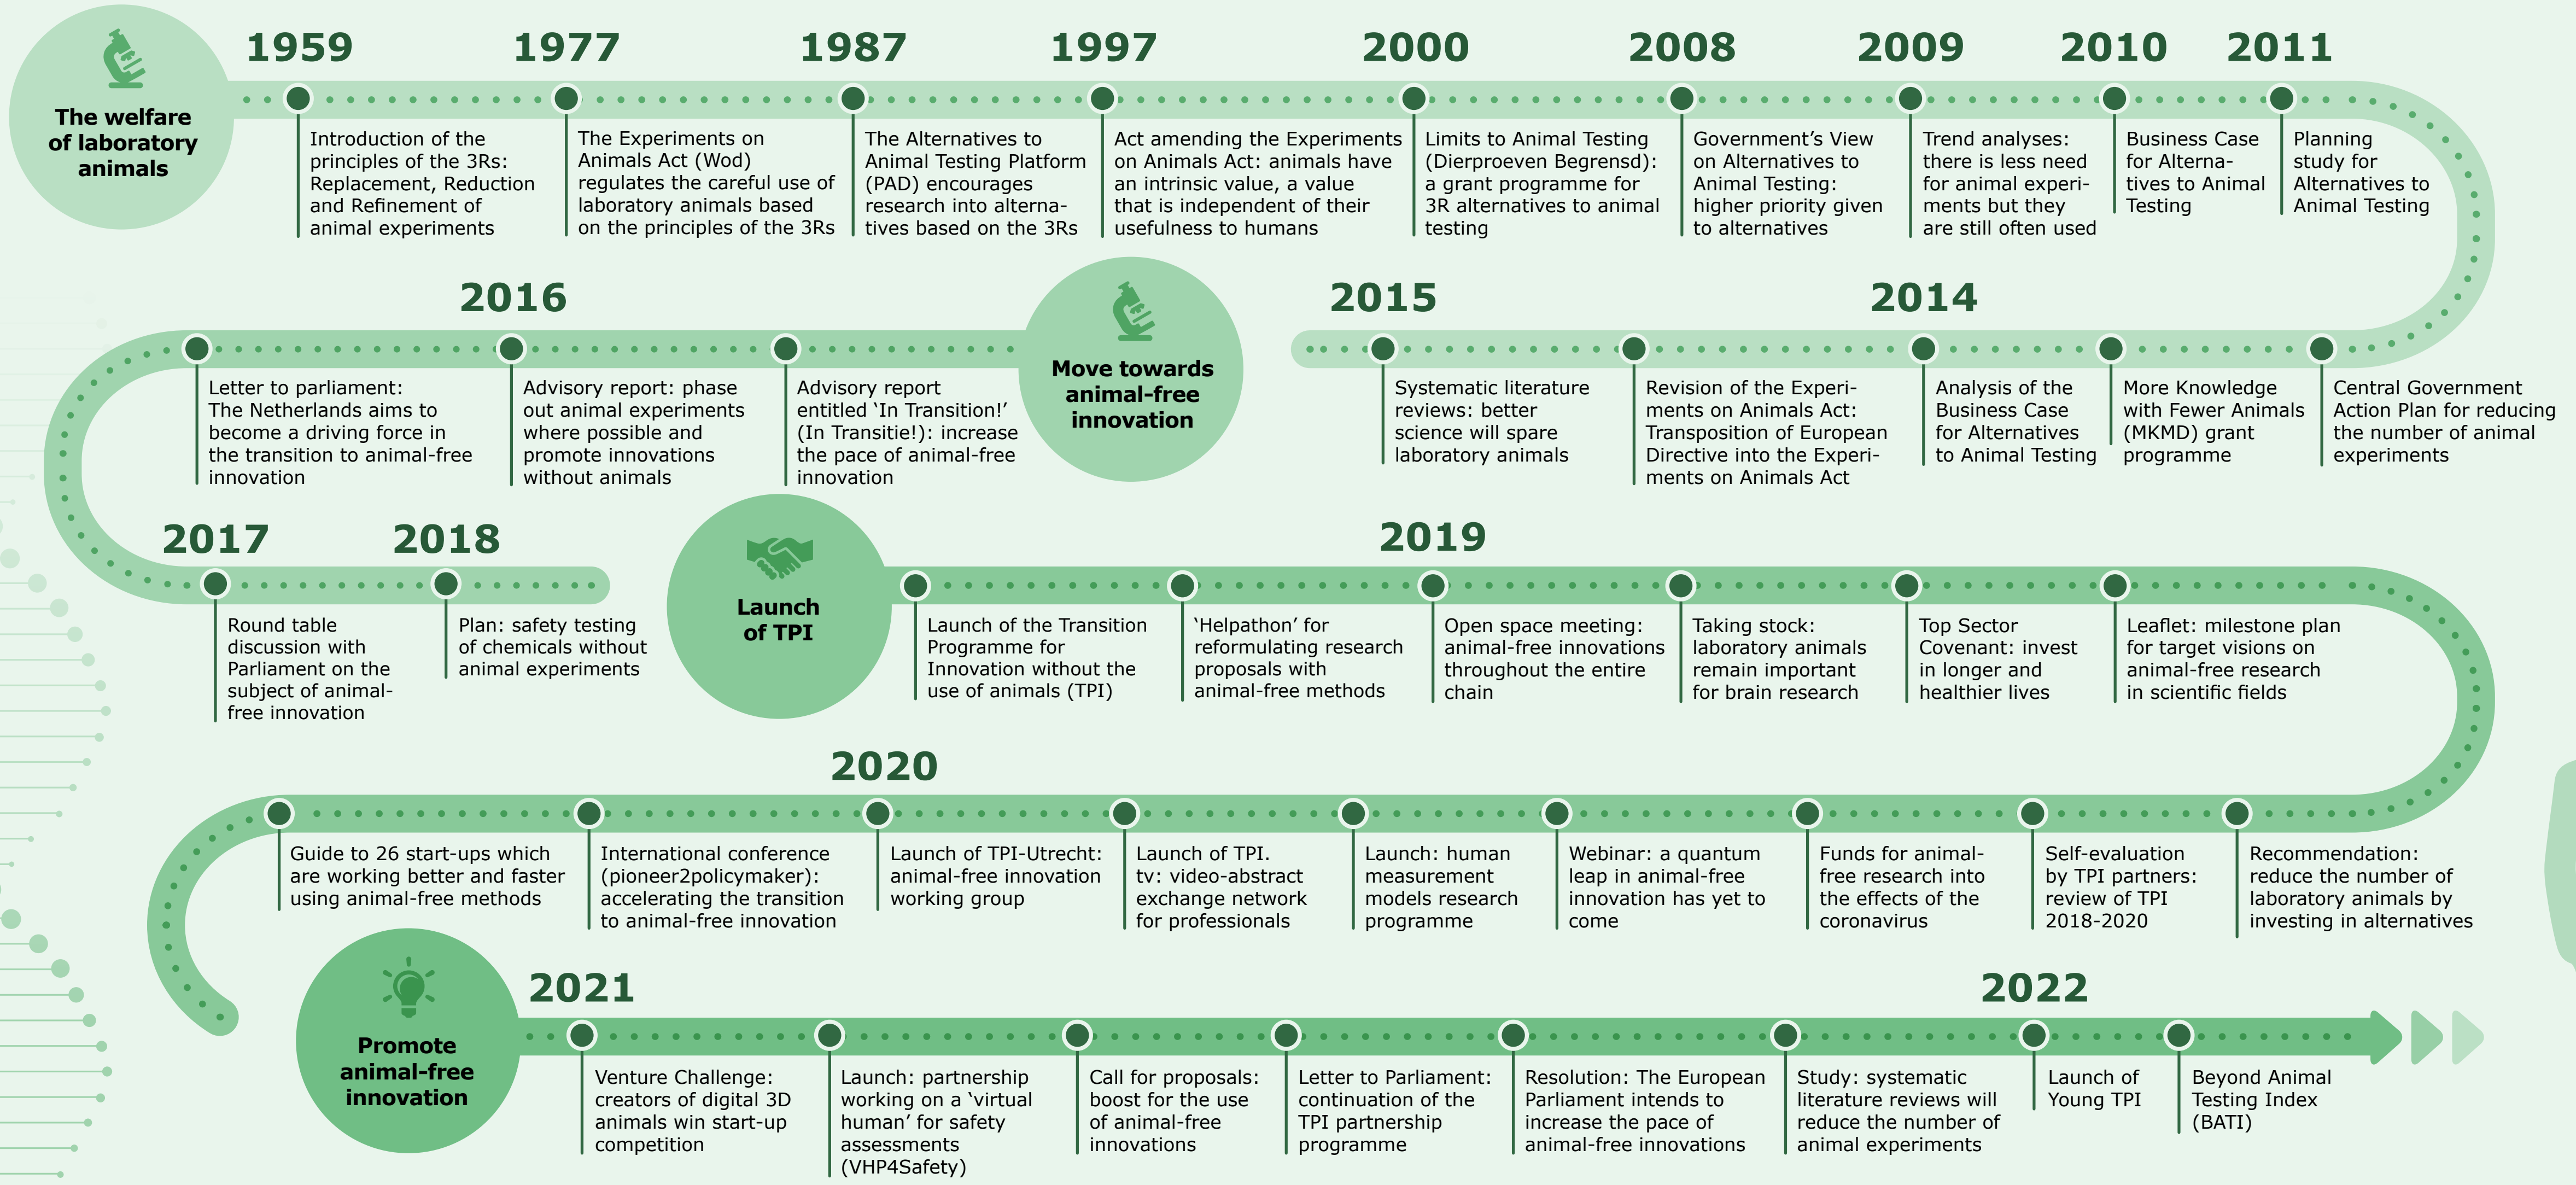 The welfare
of laboratory
animals
1959
Introduction of the
principles of the 3Rs:
Replacement, Reduction
and Refinement of
animal experiments
1977
The Experiments on
Animals Act (Wod)
regulates the careful use of
laboratory animals based
on the principles of the 3Rs
1987
The Alternatives to
Animal Testing Platform
(PAD) encourages
research into alterna-
tives based on the 3Rs
1997
Act amending the Experiments
on Animals Act: animals have
an intrinsic value, a value
that is independent of their
usefulness to humans
2000
Limits to Animal Testing
(Dierproeven Begrensd):
a grant programme for
3R alternatives to animal
testing
2008
Government’s View
on Alternatives to
Animal Testing:
higher priority given
to alternatives
2009
Trend analyses:
there is less need
for animal experi-
ments but they
are still often used
2010
Business Case
for Alterna-
tives to Animal
Testing
2011
Planning
study for
Alternatives to
Animal Testing
2014
Central Government
Action Plan for reducing
the number of animal
experiments
More Knowledge
with Fewer Animals
(MKMD) grant
programme
Analysis of the
Business Case
for Alternatives
to Animal Testing
Revision of the Experi-
ments on Animals Act:
Transposition of European
Directive into the Experi-
ments on Animals Act
2015
Systematic literature
reviews: better
science will spare
laboratory animals
Move towards
animal-free
innovation
2016
Advisory report
entitled ‘In Transition!’
(In Transitie!): increase
the pace of animal-free
innovation
Advisory report: phase
out animal experiments
where possible and
promote innovations
without animals
Letter to parliament:
The Netherlands aims to
become a driving force in
the transition to animal-free
innovation
2017
Round table
discussion with
Parliament on the
subject of animal-
free innovation
2018
Plan: safety testing
of chemicals without
animal experiments
Launch
of TPI
Launch of the Transition
Programme for
Innovation without the
use of animals (TPI)
‘Helpathon’ for
reformulating research
proposals with
animal-free methods
2019
Open space meeting:
animal-free innovations
throughout the entire
chain
Taking stock:
laboratory animals
remain important
for brain research
Top Sector
Covenant: invest
in longer and
healthier lives
Leaflet: milestone plan
for target visions on
animal-free research
in scientific fields
2020
Recommendation:
reduce the number of
laboratory animals by
investing in alternatives
Self-evaluation
by TPI partners:
review of TPI
2018-2020
Funds for animal-
free research into
the effects of the
coronavirus
Webinar: a quantum
leap in animal-free
innovation has yet to
come
Launch: human
measurement
models research
programme
Launch of TPI.
tv: video-abstract
exchange network
for professionals
Launch of TPI-Utrecht:
animal-free innovation
working group
International conference
(pioneer2policymaker):
accelerating the transition
to animal-free innovation
Guide to 26 start-ups which
are working better and faster
using animal-free methods
Promote
animal-free
innovation
2021
Venture Challenge:
creators of digital 3D
animals win start-up
competition
Launch: partnership
working on a ‘virtual
human’ for safety
assessments
(VHP4Safety)
Call for proposals:
boost for the use
of animal-free
innovations
Letter to Parliament:
continuation of the
TPI partnership
programme
Resolution: The European
Parliament intends to
increase the pace of
animal-free innovations
Study: systematic
literature reviews will
reduce the number of
animal experiments
2022
Launch of
Young TPI
Beyond Animal
Testing Index
(BATI)